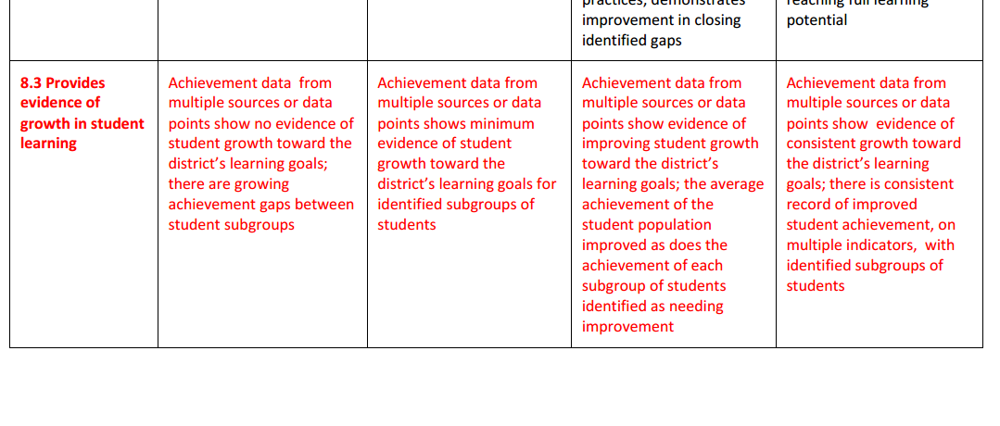 practices, demonstrates
improvement in closing
identified gaps
reaching full learning
potential
8.3 Provides
evidence of
growth in student
learning
Achievement data  from
multiple sources or data
points show no evidence of
student growth toward the
district's learning goals;
there are growing
achievement gaps between
student subgroups
Achievement data from
multiple sources or data
points shows minimum
evidence of student
growth toward the
district's learning goals for
identified subgroups of
students
Achievement data from
multiple sources or data
points show evidence of
improving student growth
toward the district's
learning goals; the average
achievement of the
student population
improved as does the
achievement of each
subgroup of students
identified as needing
improvement
Achievement data from
multiple sources or data
points show  evidence of
consistent growth toward
the district's learning
goals; there is consistent
record of improved
student achievement, on
multiple indicators,  with
identified subgroups of
students